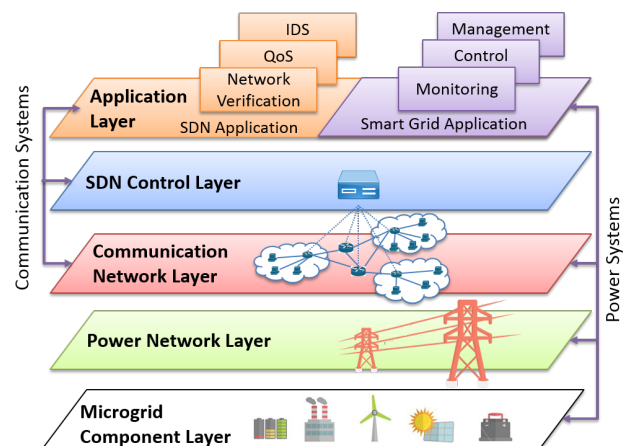 IDS
QoS
Network
Verification
Management
Control
Monitoring
Application
Layer
SDN Application
Smart Grid Application
Communication Systems
Power Systems
SDN Control Layer
Communication
Network Layer
Power Network Layer
Microgrid
Component Layer